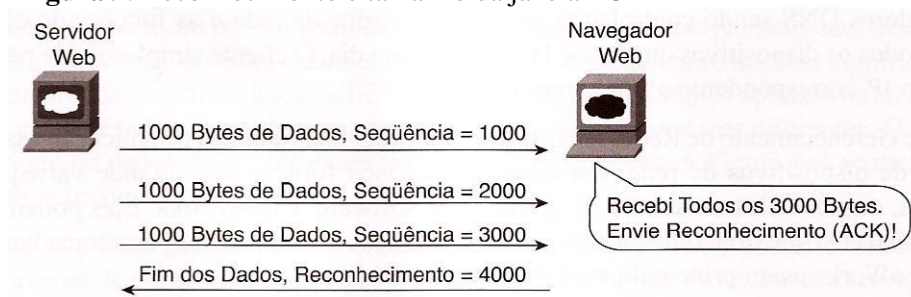 Servidor
Web
Navegador
Web
1000 Bytes de Dados, Seqüência = 1000
1000 Bytes de Dados, Seqüência = 2000
1000 Bytes de Dados, Seqüência = 3000
Recebi Todos os 3000 Bytes.
Envie Reconhecimento (ACK)!
Fim dos Dados, Reconhecimento = 4000